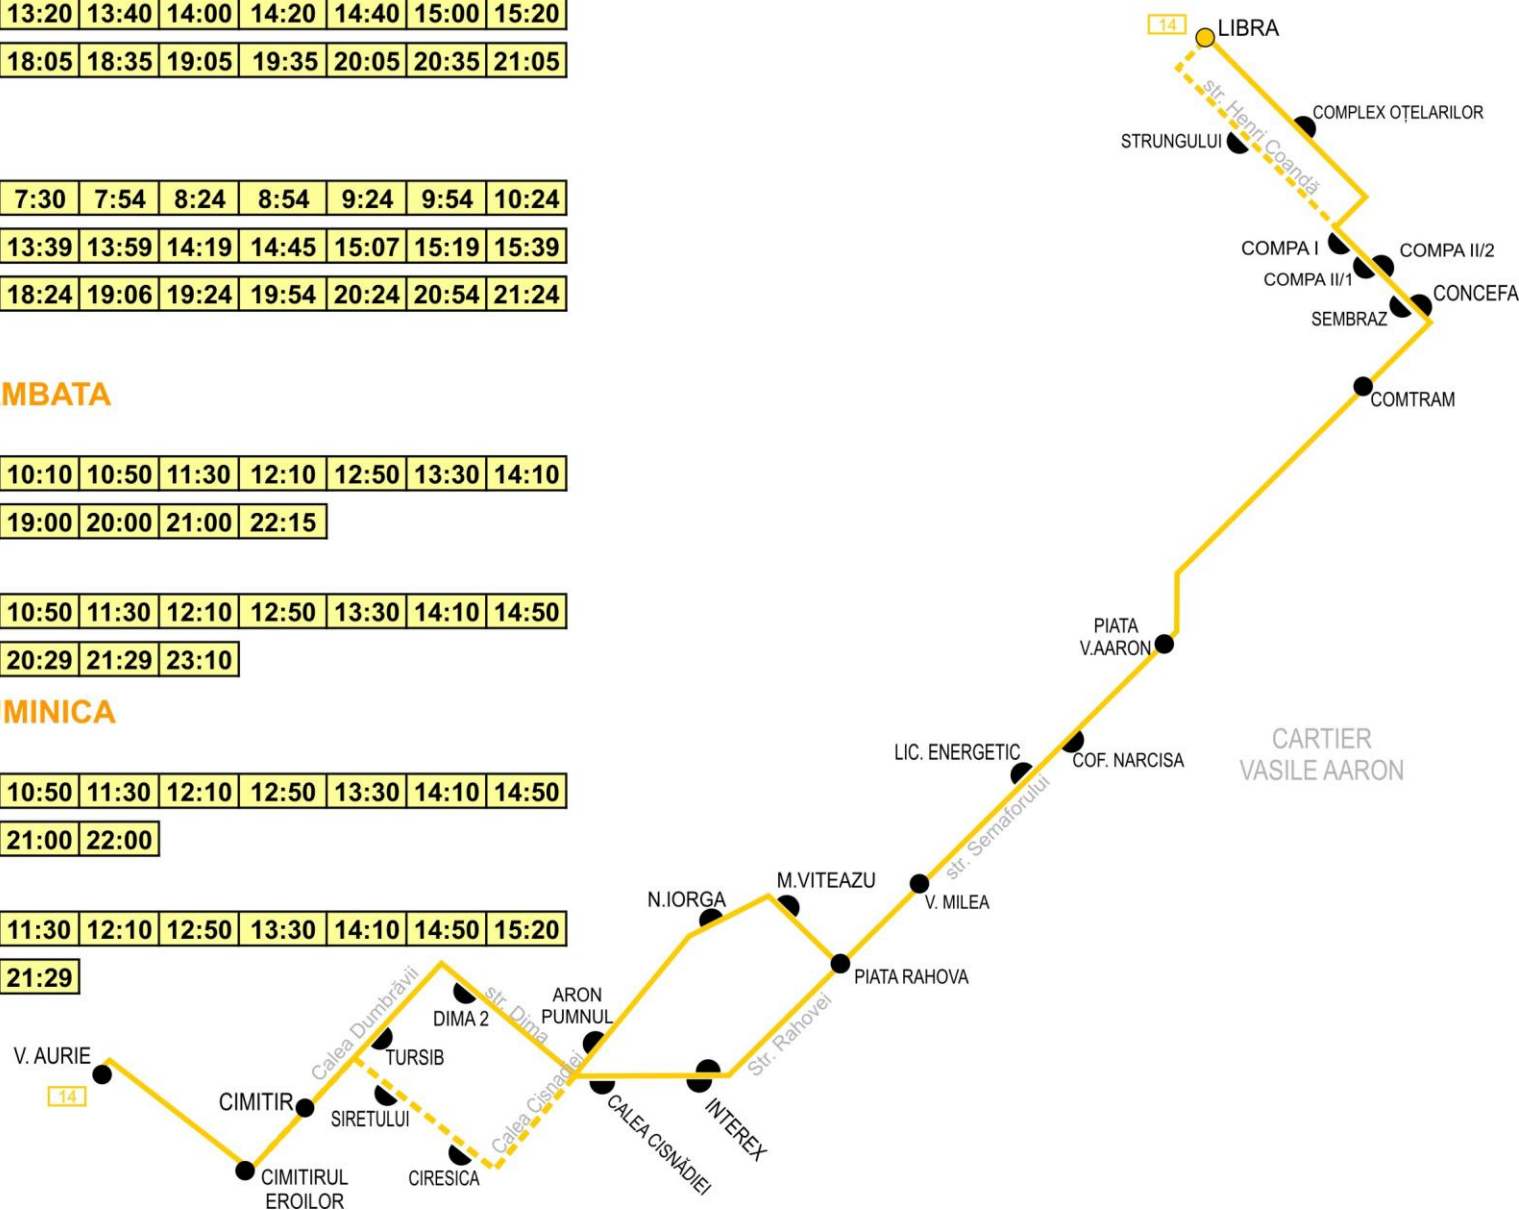 13:20 13:40 14:00 14:20 14:40 15:00 15:20
18:05 18:35 19:05 19:35 20:05 20:35 21:05
7:30 7:54 8:24 8:54 9:24 9:54 10:24
13:39 13:59 14:19 14:45 15:07 15:19 15:39
18:24 19:06 19:24 19:54 20:24 20:54 21:24
MBATA
10:10 10:50 11:30 12:10 12:50 13:30 14:10
19:00 20:00 21:00 22:15
10:50 11:30 12:10 12:50 13:30 14:10 14:50
20:29 21:29 23:10
MINICA
10:50 11:30 12:10 12:50 13:30 14:10 14:50
21:00 22:00
11:30 12:10 12:50 13:30 14:10 14:50 15:20
21:29
14
LIBRA
str. Henri Coandă
COMPLEX OȚELARILOR
STRUNGULUI
COMPA I
COMPA II/2
COMPA II/1
CONCEFA
SEMBRAZ
COMTRAM
PIATA
V.AARON
LIC. ENERGETIC
COF. NARCISA
CARTIER
VASILE AARON
str. Semaforului
M.VITEAZU
N.IORGA
V. MILEA
PIATA RAHOVA
Str. Rahovei
ARON
PUMNUL
str. Dima
DIMA 2
Calea Dumbrăvii
TURSIB
V. AURIE
14
CIMITIR
SIRETULUI
Calea Cisnadiei
CALEA CISNĂDIEI
INTEREX
CIRESICA
CIMITIRUL
EROILOR